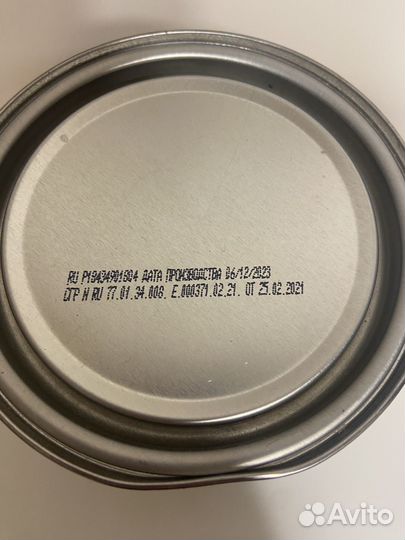 RU P19434901804 ДАТА ПРОИЗВОДСТВА 06/12/2023
СГР N RU 77.01.34.008. E.000371.02.21. ОТ 25.02.2021
Avito